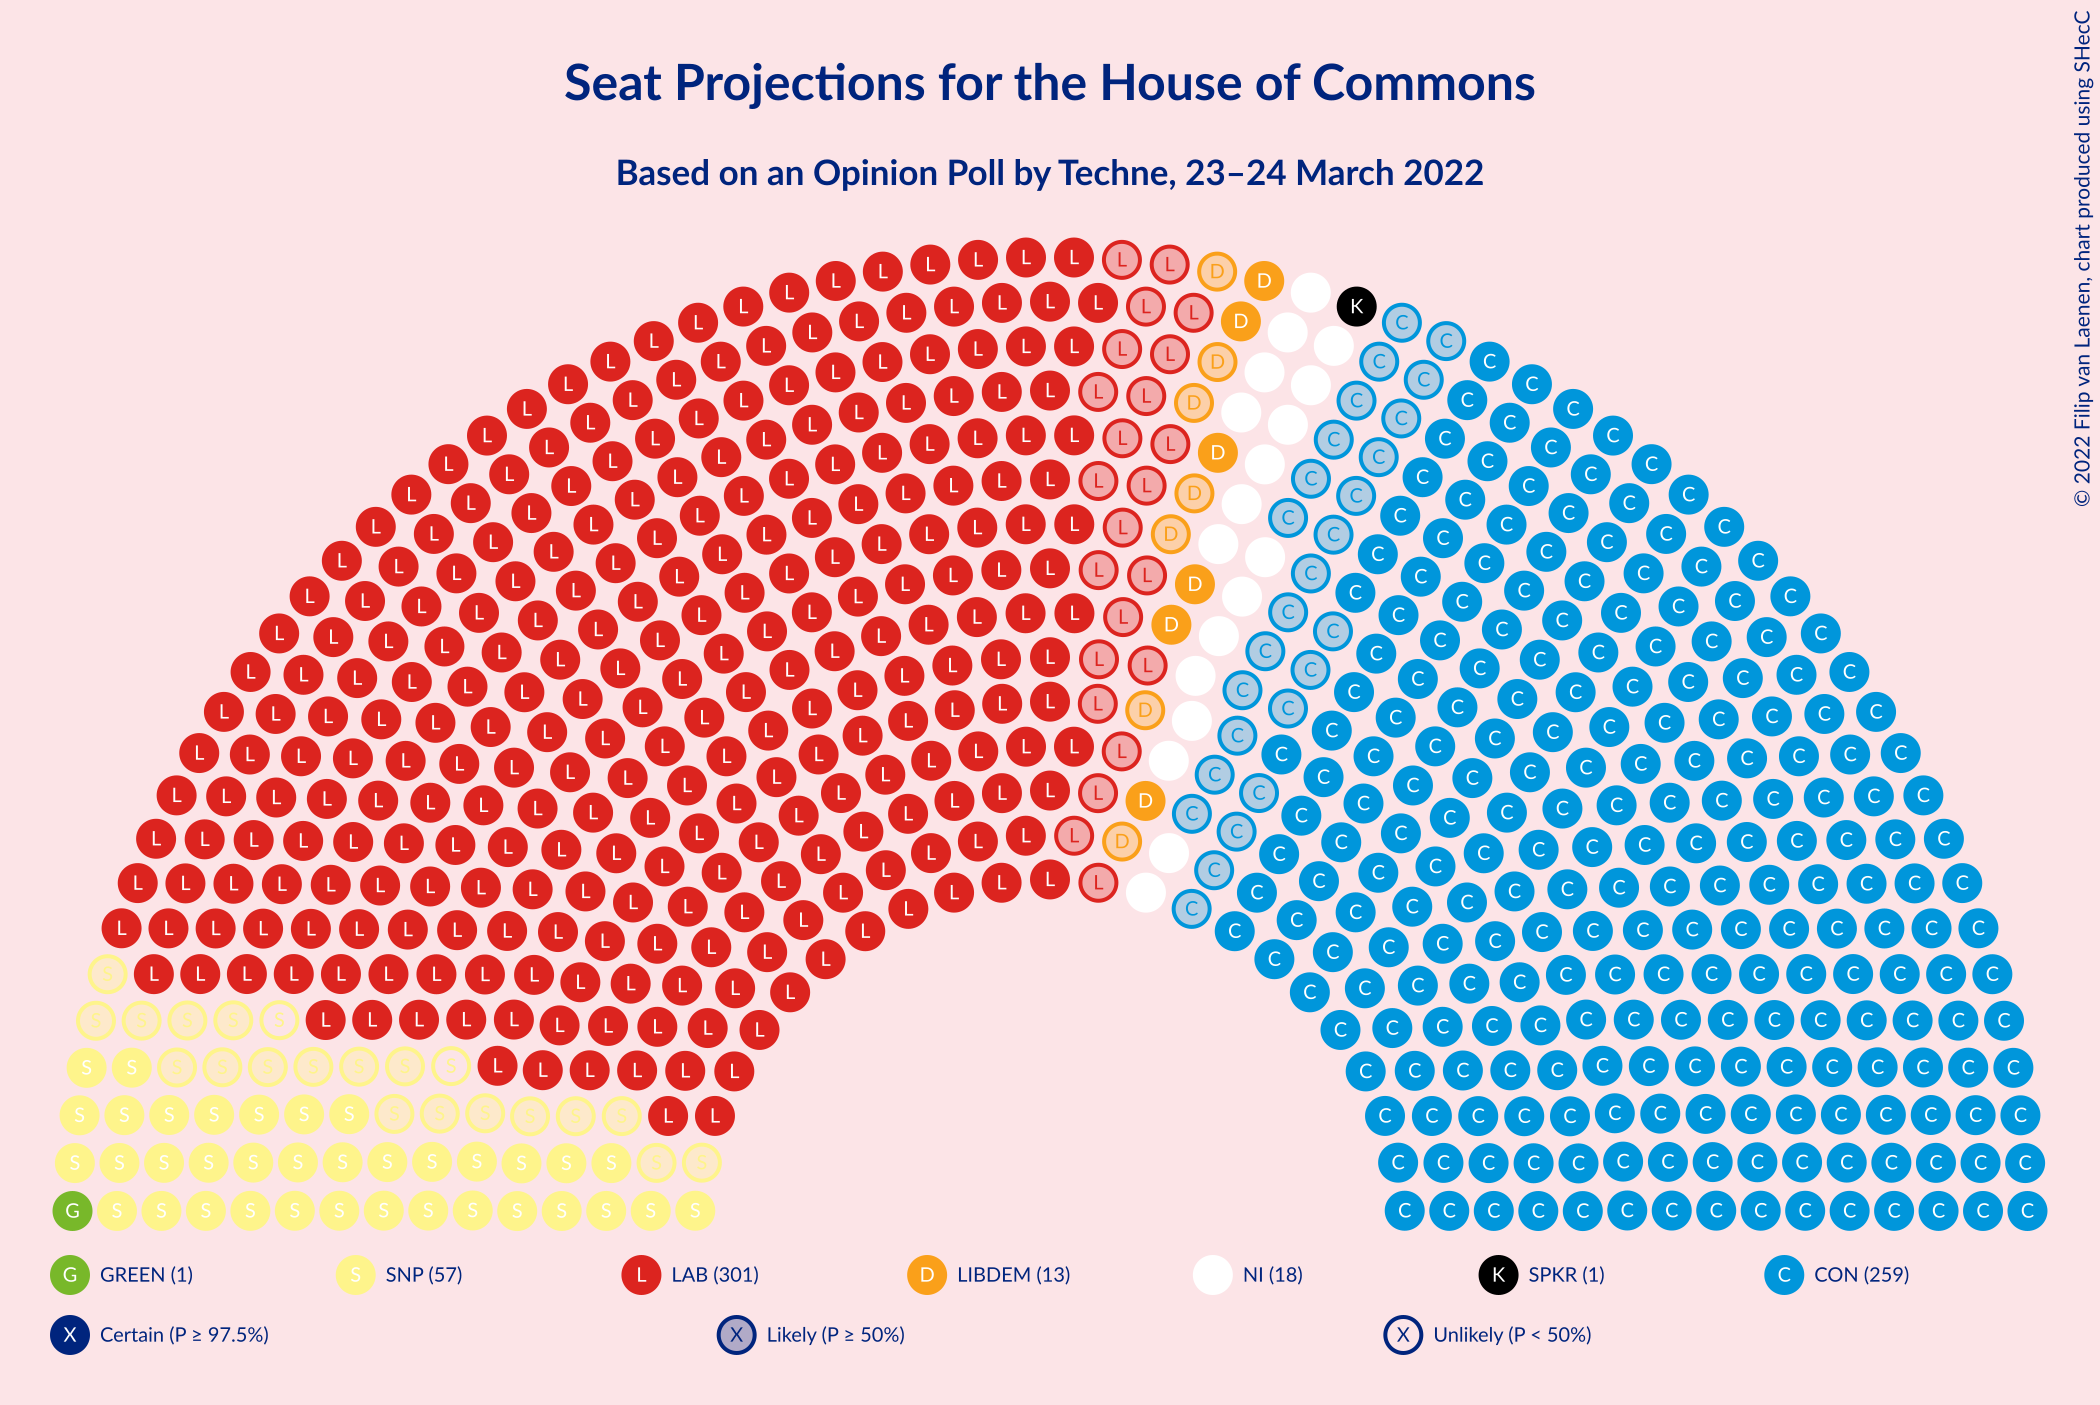 Seat Projections for the House of Commons
Based on an Opinion Poll by Techne, 23–24 March 2022
© 2022 Filip van Laenen, chart produced using SHecC
G GREEN (1)
S SNP (57)
L LAB (301)
D LIBDEM (13)
NI (18)
K SPKR (1)
C CON (259)
X Certain (P ≥ 97.5%)
X Likely (P ≥ 50%)
X Unlikely (P < 50%)